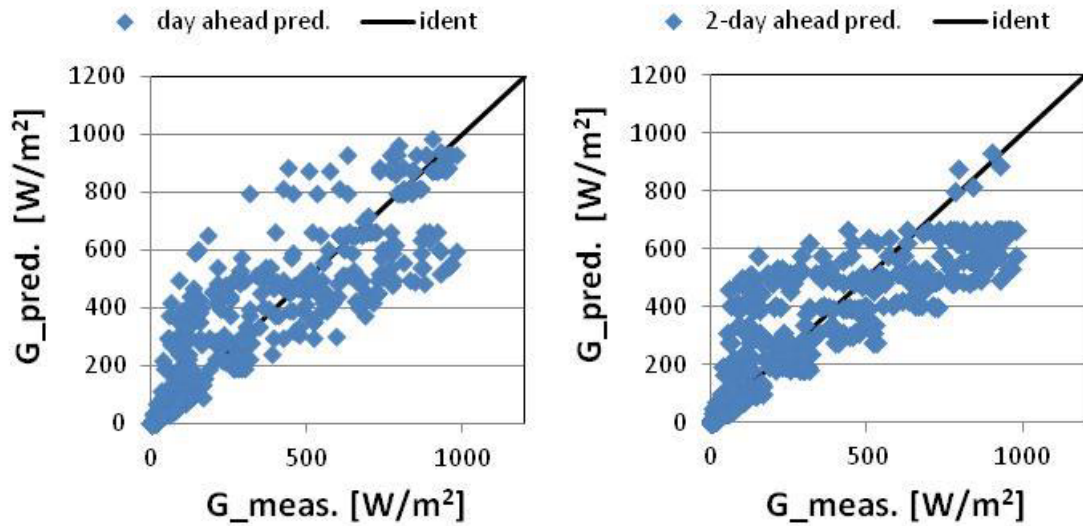 day ahead pred. ident
1200
1000
800
600
400
200
0
0 500 1000
G_pred. [W/m²]
G_meas. [W/m²]
2-day ahead pred. ident
1200
1000
800
600
400
200
0
0 500 1000
G_pred. [W/m²]
G_meas. [W/m²]